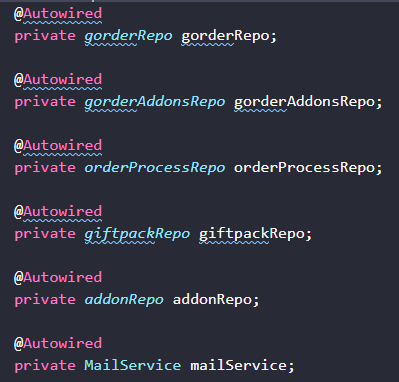 @Autowired
private gorderRepo gorderRepo;
@Autowired
private gorderAddonsRepo gorderAddonsRepo;
@Autowired
private orderProcessRepo orderProcessRepo;
@Autowired
private giftpackRepo giftpackRepo;
@Autowired
private addonRepo addonRepo;
@Autowired
private MailService mailService;